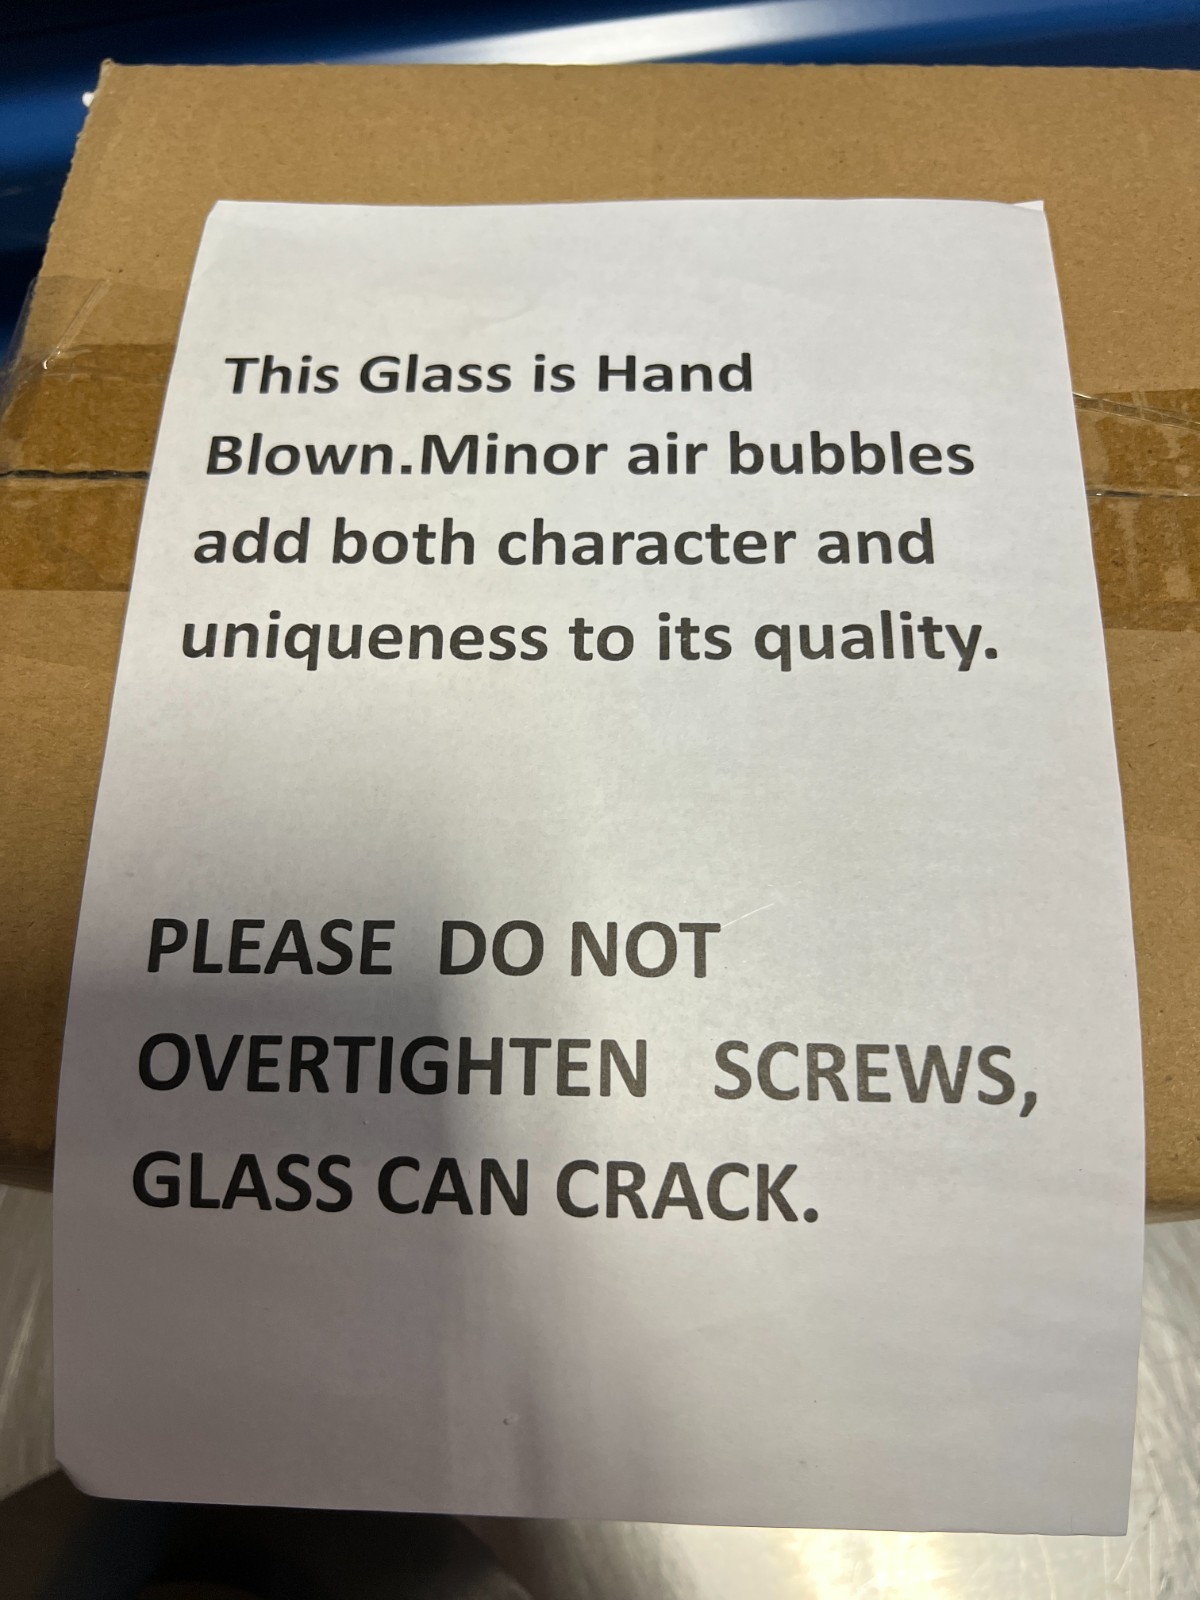 This Glass is Hand
Blown.Minor air bubbles
add both character and
uniqueness to its quality.
PLEASE  DO NOT
OVERTIGHTEN   SCREWS,
GLASS CAN CRACK.